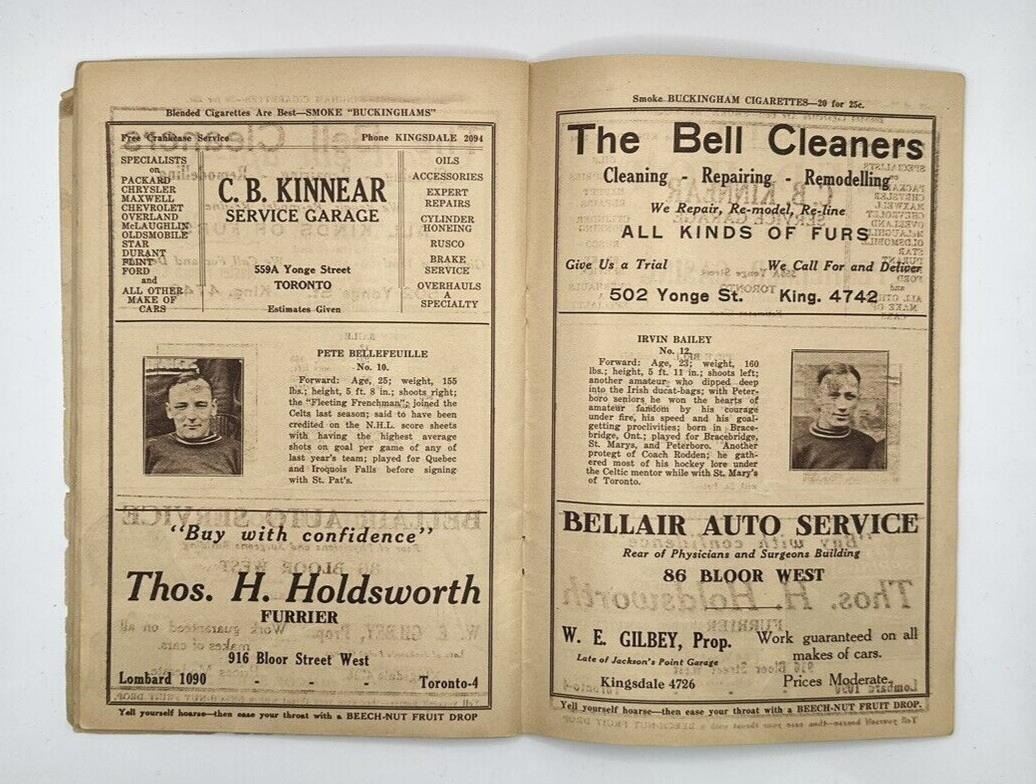 Blended Cigarettes Are Best—SMOKE "BUCKINGHAMS"
Free Crankcase Service
Phone KINGSDALE 2094
SPECIALISTS
on
PACKARD
CHRYSLER
MAXWELL
CHEVROLET
OVERLAND
McLAUGHLIN
OLDSMOBILE
STAR
DURANT
FLINT
FORD
and
ALL OTHER
MAKE OF
CARS
C. B. KINNEAR
SERVICE GARAGE
559A Yonge Street
TORONTO
Estimates Given
OILS
ACCESSORIES
EXPERT
REPAIRS
CYLINDER
HONEING
RUSCO
BRAKE
SERVICE
OVERHAULS
A
SPECIALTY
PETE BELLEFEUILLE
No. 10.
Forward: Age, 25; weight, 155
lbs.; height, 5 ft. 8 in.; shoots right;
the "Fleeting Frenchman"; joined the
Celts last season; said to have been
credited on the N.H.L. score sheets
with having the highest average
shots on goal per game of any of
last year's team; played for Quebec
and Iroquois Falls before signing
with St. Pat's.
"Buy with confidence"
Thos. H. Holdsworth
FURRIER
916 Bloor Street West
Lombard 1090 - - - Toronto-4
Yell yourself hoarse—then ease your throat with a BEECH-NUT FRUIT DROP
Smoke BUCKINGHAM CIGARETTES—20 for 25c.
The Bell Cleaners
Cleaning - Repairing - Remodelling
We Repair, Re-model, Re-line
ALL KINDS OF FURS
Give Us a Trial We Call For and Deliver
502 Yonge St. King. 4742
IRVIN BAILEY
No. 12.
Forward: Age, 23; weight, 160
lbs.; height, 5 ft. 11 in.; shoots left;
another amateur who dipped deep
into the Irish ducat-bags; with Peter-
boro seniors he won the hearts of
amateur fandom by his courage
under fire, his speed and his goal-
getting proclivities; born in Brace-
bridge, Ont.; played for Bracebridge,
St. Marys, and Peterboro. Another
protegt of Coach Rodden; he gath-
ered most of his hockey lore under
the Celtic mentor while with St. Mary's
of Toronto.
BELLAIR AUTO SERVICE
Rear of Physicians and Surgeons Building
86 BLOOR WEST
W. E. GILBEY, Prop.
Late of Jackson's Point Garage
Kingsdale 4726
Work guaranteed on all
makes of cars.
Prices Moderate.
Yell yourself hoarse—then ease your throat with a BEECH-NUT FRUIT DROP.